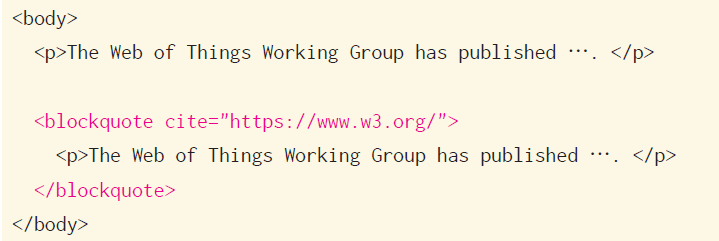 <body>
<p>The Web of Things Working Group has published ···. </p>
<blockquote cite="https://www.w3.org/">
<p>The Web of Things Working Group has published ···. </p>
</blockquote>
</body>